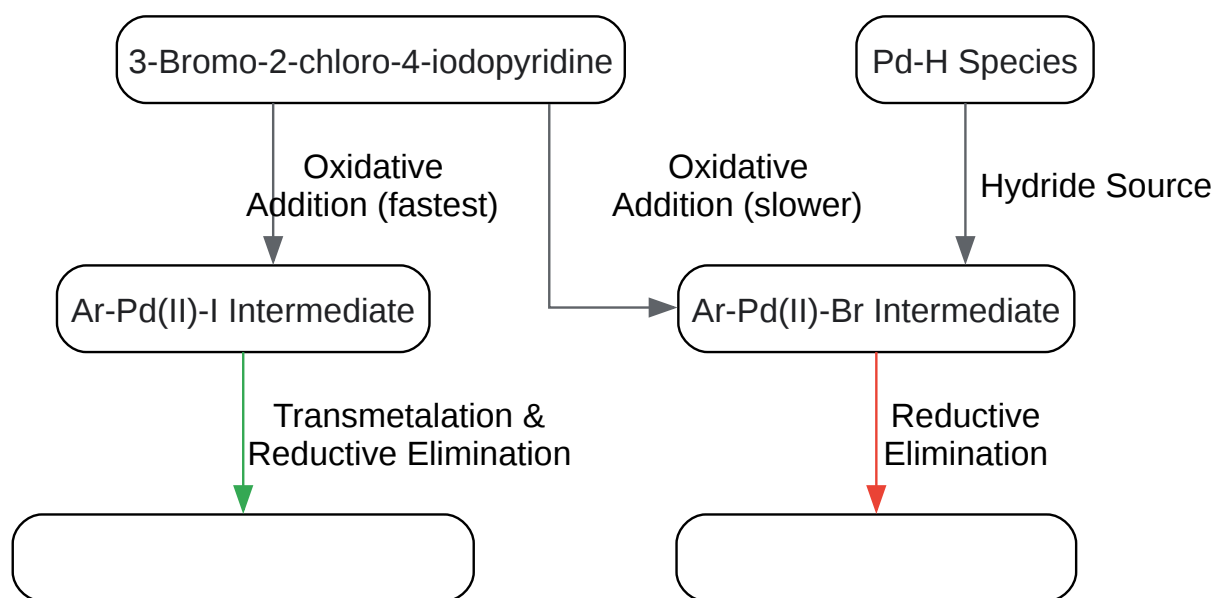 3-Bromo-2-chloro-4-iodopyridine
Pd-H Species
Oxidative
Addition (fastest)
Oxidative
Addition (slower)
Hydride Source
Ar-Pd(II)-I Intermediate
Ar-Pd(II)-Br Intermediate
Transmetalation &
Reductive Elimination
Reductive
Elimination